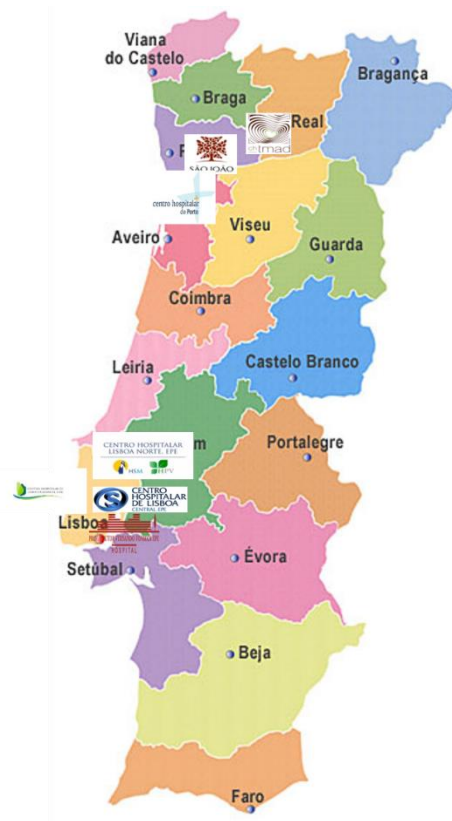 Viana
do Castelo
Bragança
Braga
Real
tmad
P
SÃO JOÃO
centro hospitalar
do Porto
Viseu
Aveiro
Guarda
Coimbra
Leiria
Castelo Branco
CENTRO HOSPITALAR
LISBOA NORTE, EPE
m
Portalegre
HSM
HPV
CENTRO
HOSPITALAR
DE LISBOA
CENTRAL, EPE
Lisboa
HOSPITAL
Évora
Setúbal
Beja
Faro